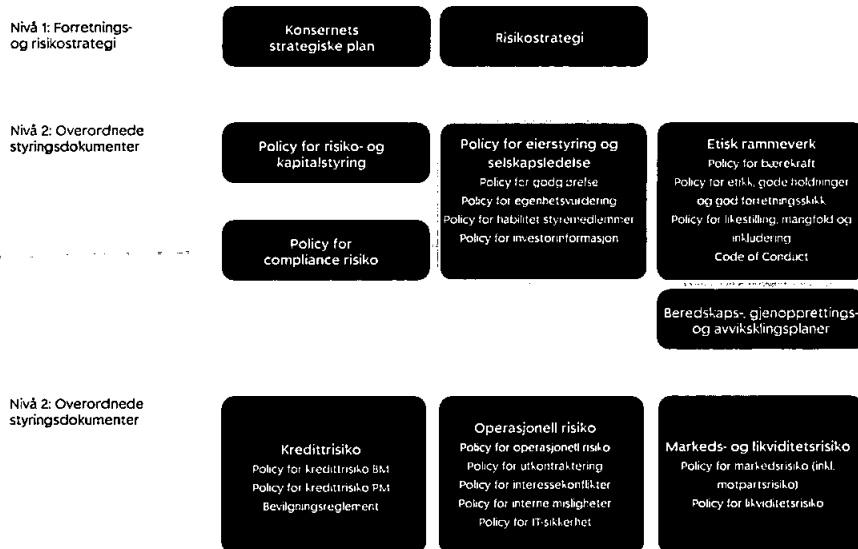 Nivå 1: Forretnings-
og risikostrategi
Konsernets
strategiske plan
Risikostrategi
Nivå 2: Overordnede
styringsdokumenter
Policy for risiko- og
kapitalstyring
Policy for
compliance risiko
Policy for eierstyring og
selskapsledelse
Policy for godtgjørelse
Policy for egenhetsvurdering
Policy for habilitet styremedlemmer
Policy for investorinformasjon
Etisk rammeverk
Policy for bærekraft
Policy for etikk, gode holdninger
og god forretningsskikk
Policy for likestilling, mangfold og
inkludering
Code of Conduct
Beredskaps-, gjenopprettings-
og avviksklingsplaner
Nivå 2: Overordnede
styringsdokumenter
Kredittrisiko
Policy for kredittrisiko BM
Policy for kredittrisiko PM
Bevilgningsreglement
Operasjonell risiko
Policy for operasjonell risiko
Policy for utkontraktering
Policy for interessekonflikter
Policy for interne misligheter
Policy for IT-sikkerhet
Markeds- og likviditetsrisiko
Policy for markedsrisiko (inkl.
motpartsrisiko)
Policy for likviditetsrisiko